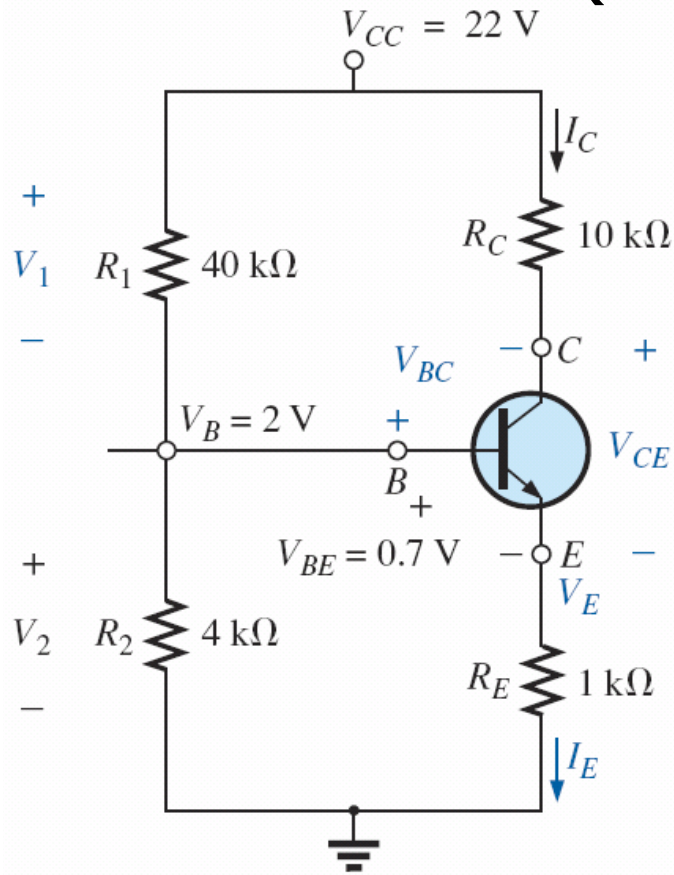 V_CC = 22 V
I_C
+
V_1
−
R_1 40 kΩ
R_C 10 kΩ
V_BC
− C +
V_B = 2 V
+
B
V_CE
+
V_BE = 0.7 V
− E −
V_E
+
V_2
−
R_2 4 kΩ
R_E 1 kΩ
I_E